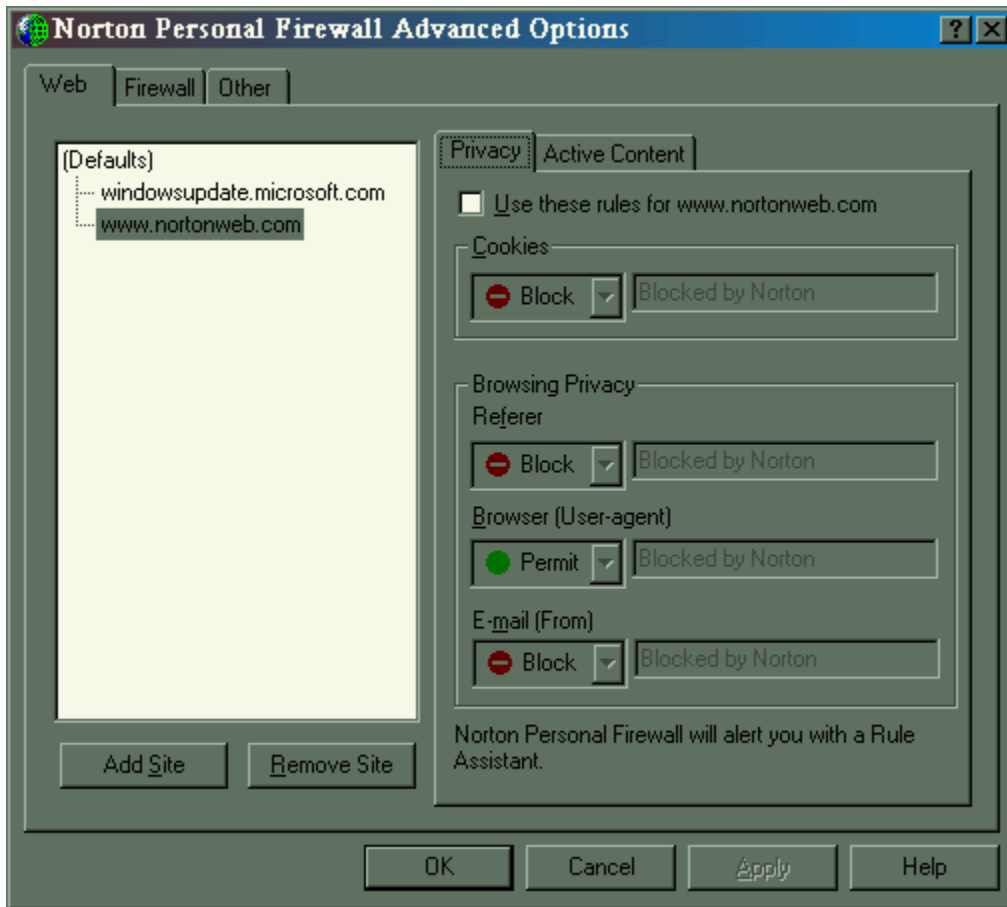 Norton Personal Firewall Advanced Options
Web Firewall Other
(Defaults)
windowsupdate.microsoft.com
www.nortonweb.com
Add Site Remove Site
Privacy Active Content
Use these rules for www.nortonweb.com
Cookies
Block Blocked by Norton
Browsing Privacy
Referer
Block Blocked by Norton
Browser (User-agent)
Permit Blocked by Norton
E-mail (From)
Block Blocked by Norton
Norton Personal Firewall will alert you with a Rule
Assistant.
OK Cancel Apply Help